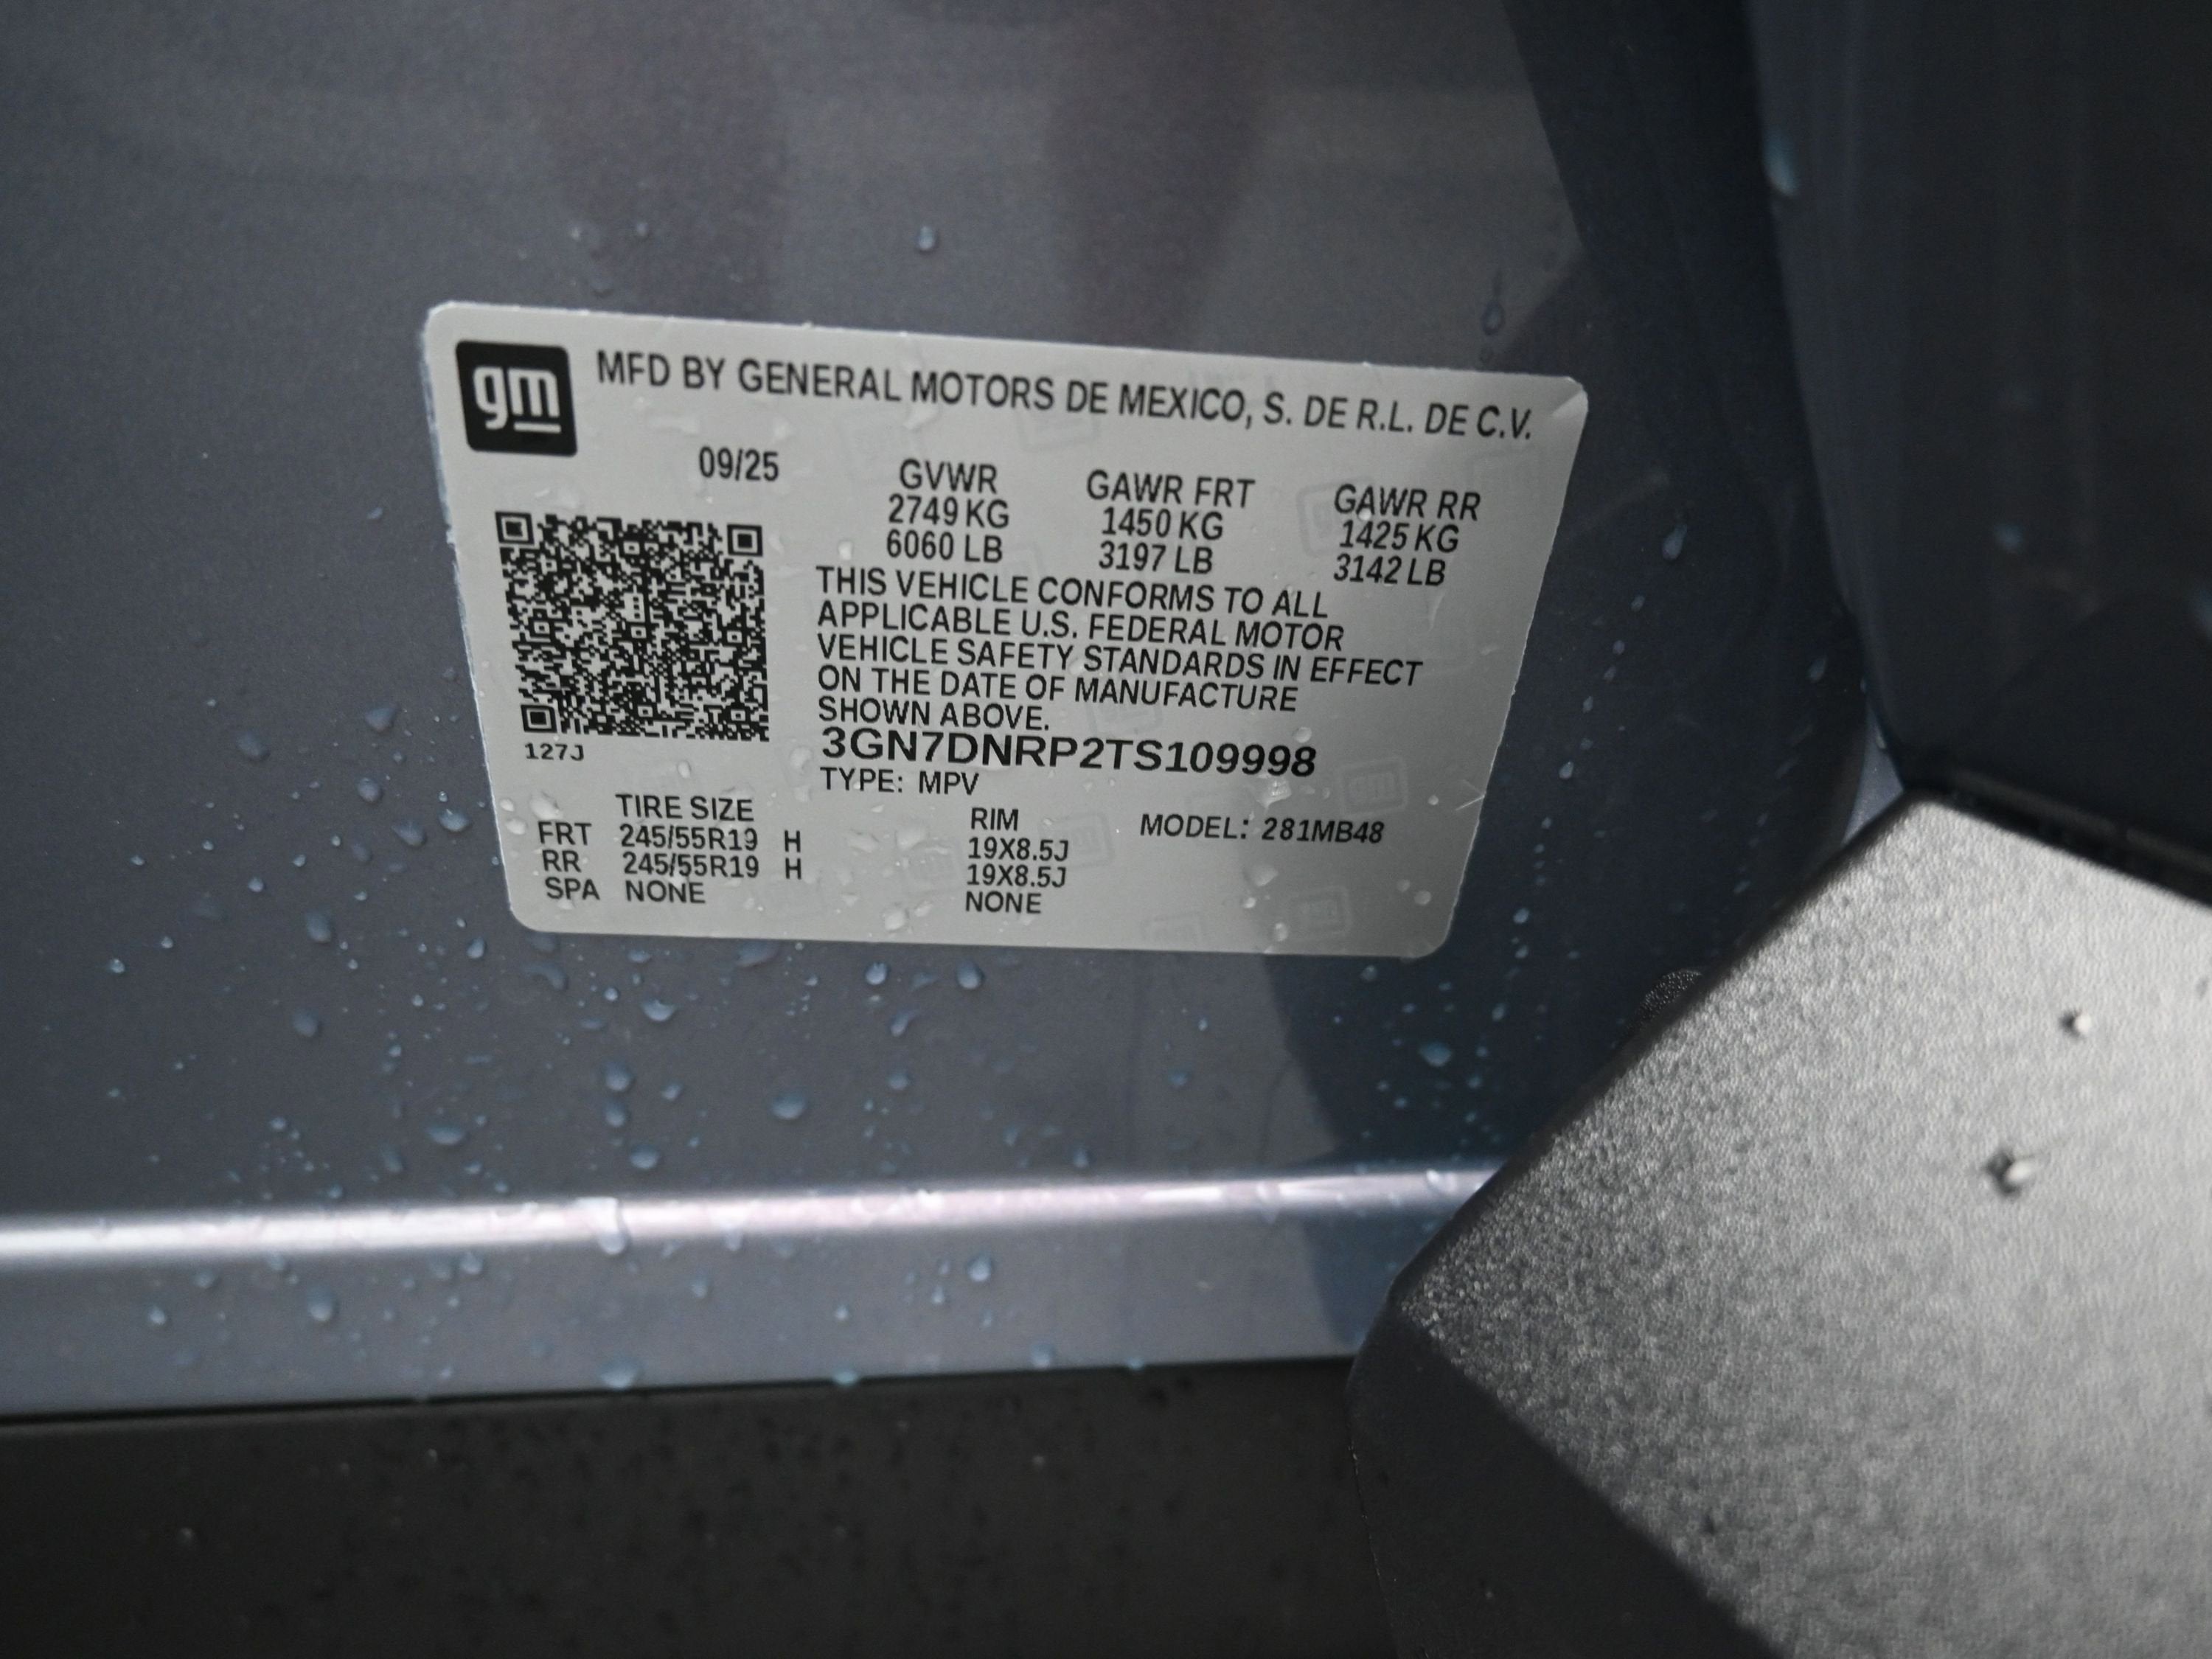 gm
MFD BY GENERAL MOTORS DE MEXICO, S. DE R.L. DE C.V.
09/25
GVWR GAWR FRT GAWR RR
2749 KG 1450 KG 1425 KG
6060 LB 3197 LB 3142 LB
THIS VEHICLE CONFORMS TO ALL
APPLICABLE U.S. FEDERAL MOTOR
VEHICLE SAFETY STANDARDS IN EFFECT
ON THE DATE OF MANUFACTURE
SHOWN ABOVE.
127J
3GN7DNRP2TS109998
TYPE: MPV
TIRE SIZE RIM MODEL: 281MB48
FRT 245/55R19 H 19X8.5J
RR 245/55R19 H 19X8.5J
SPA NONE NONE